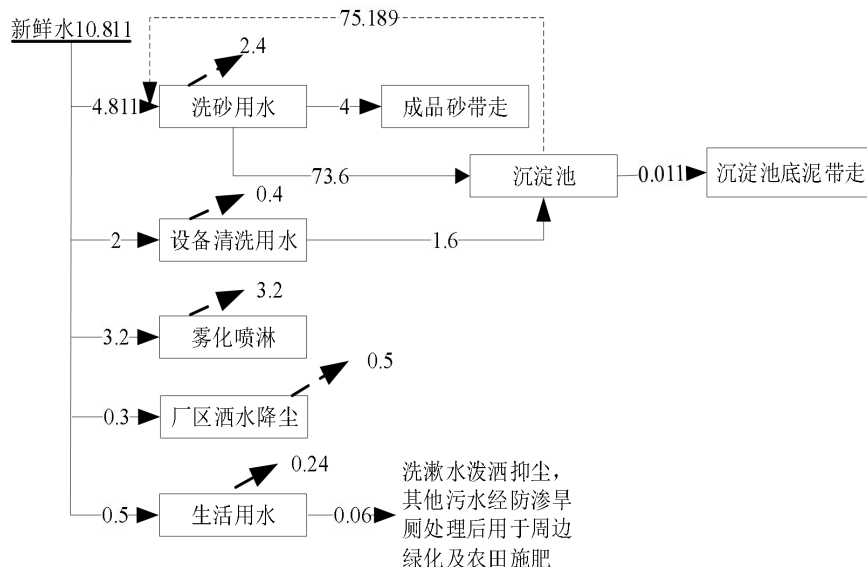 75.189
新鲜水10.811
2.4
4.811
洗砂用水
4
成品砂带走
73.6
沉淀池
0.011
沉淀池底泥带走
0.4
2
设备清洗用水
1.6
3.2
3.2
雾化喷淋
0.5
0.3
厂区洒水降尘
0.24
0.5
生活用水
0.06
洗漱水泼洒抑尘，
其他污水经防渗旱
厕处理后用于周边
绿化及农田施肥